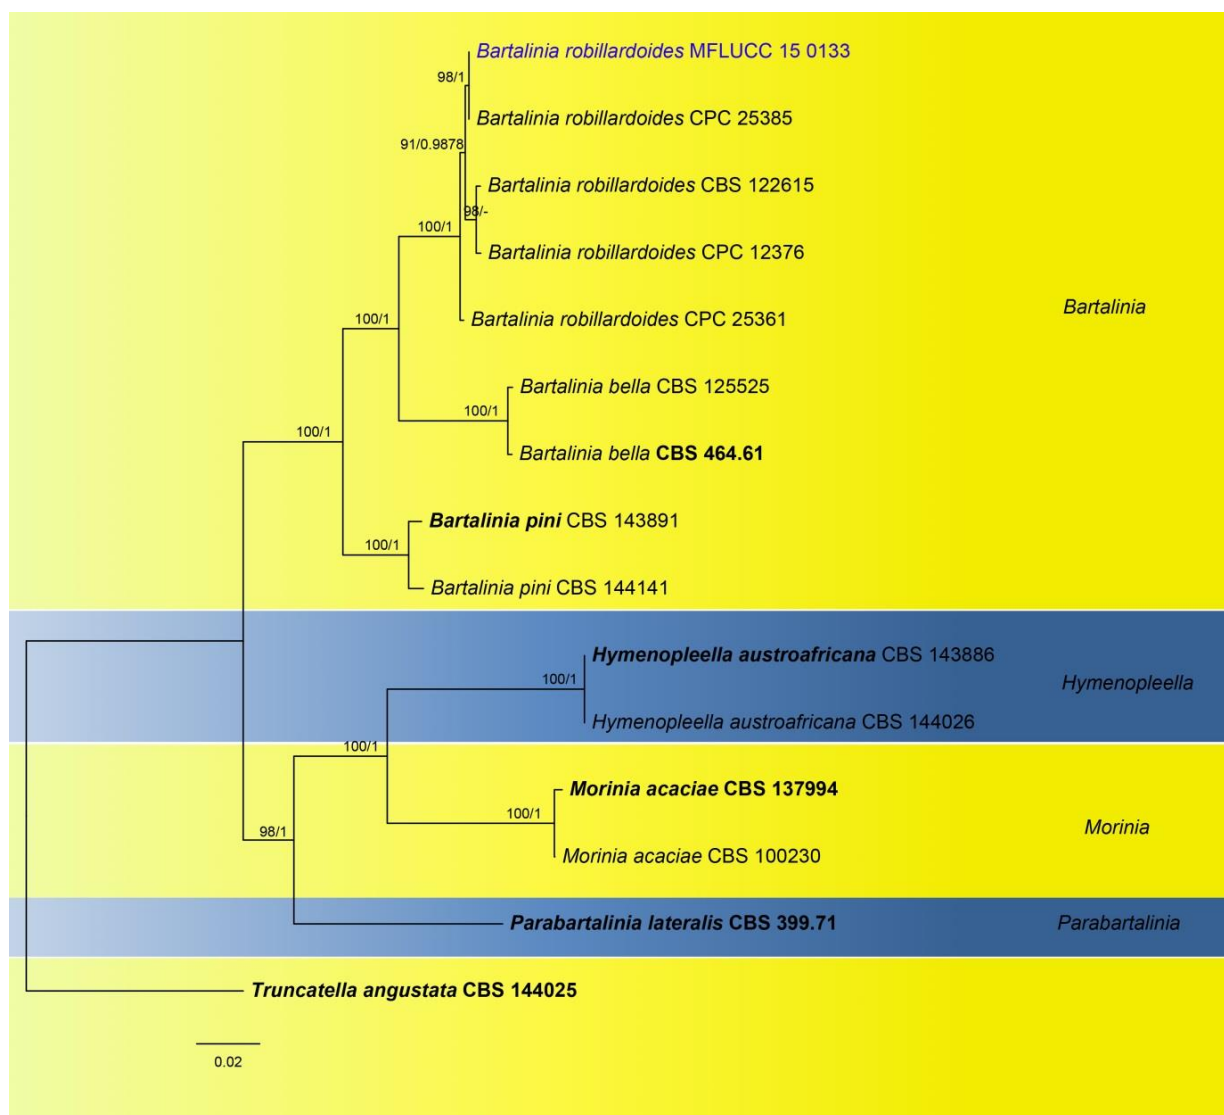 Bartalinia robillardoides MFLUCC 15 0133
98/1
Bartalinia robillardoides CPC 25385
91/0.9878
Bartalinia robillardoides CBS 122615
98/-
100/1
Bartalinia robillardoides CPC 12376
Bartalinia
100/1
Bartalinia robillardoides CPC 25361
Bartalinia bella CBS 125525
100/1
100/1
Bartalinia bella CBS 464.61
Bartalinia pini CBS 143891
100/1
Bartalinia pini CBS 144141
Hymenopleella austroafricana CBS 143886
100/1
Hymenopleella
Hymenopleella austroafricana CBS 144026
100/1
Morinia acaciae CBS 137994
100/1
Morinia
98/1
Morinia acaciae CBS 100230
Parabartalinia lateralis CBS 399.71
Parabartalinia
Truncatella angustata CBS 144025
0.02